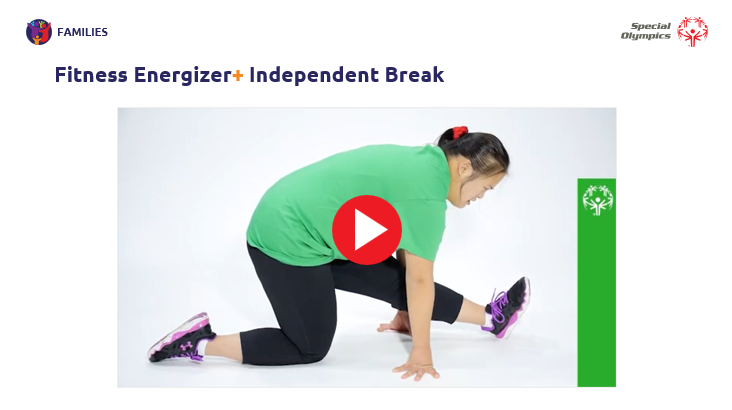 FAMILIES
Special
Olympics
Fitness Energizer+ Independent Break